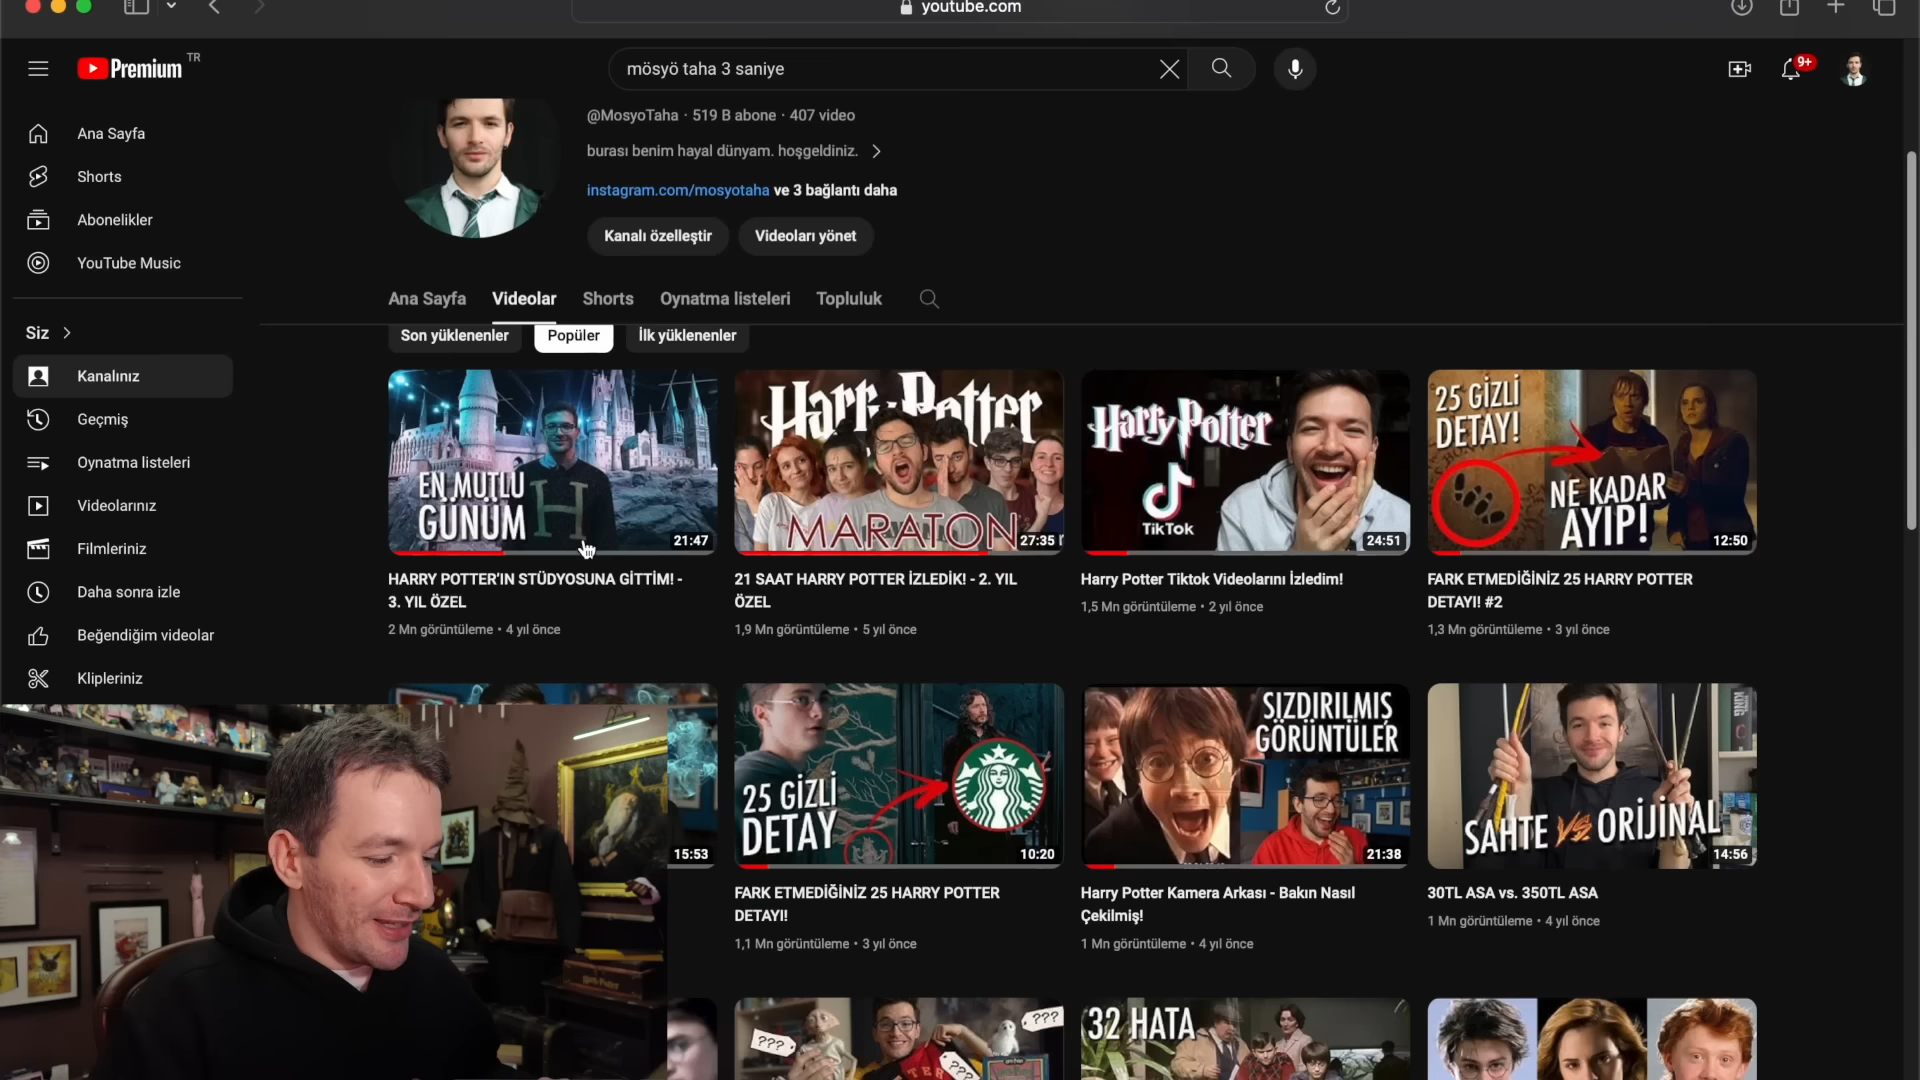 youtube.com
Premium
TR
mösyö taha 3 saniye
9+
Ana Sayfa
Shorts
Abonelikler
YouTube Music
Siz
Kanalınız
Geçmiş
Oynatma listeleri
Videolarınız
Filmleriniz
Daha sonra izle
Beğendiğim videolar
Klipleriniz
@MosyoTaha · 519 B abone · 407 video
burası benim hayal dünyam. hoşgeldiniz.
instagram.com/mosyotaha ve 3 bağlantı daha
Kanalı özelleştir
Videoları yönet
Ana Sayfa
Videolar
Shorts
Oynatma listeleri
Topluluk
Son yüklenenler
Popüler
İlk yüklenenler
EN MUTLU
GÜNÜM
H
21:47
HARRY POTTER'IN STÜDYOSUNA GİTTİM! -
3. YIL ÖZEL
2 Mn görüntüleme • 4 yıl önce
Harry Potter
MARATON
27:35
21 SAAT HARRY POTTER İZLEDİK! - 2. YIL
ÖZEL
1,9 Mn görüntüleme • 5 yıl önce
Harry Potter
TikTok
24:51
Harry Potter Tiktok Videolarını İzledim!
1,5 Mn görüntüleme • 2 yıl önce
25 GİZLİ
DETAY!
NE KADAR
AYIP!
12:50
FARK ETMEDİĞİNİZ 25 HARRY POTTER
DETAYI! #2
1,3 Mn görüntüleme • 3 yıl önce
15:53
25 GİZLİ
DETAY
10:20
FARK ETMEDİĞİNİZ 25 HARRY POTTER
DETAYI!
1,1 Mn görüntüleme • 3 yıl önce
SIZDIRILMIŞ
GÖRÜNTÜLER
21:38
Harry Potter Kamera Arkası - Bakın Nasıl
Çekilmiş!
1 Mn görüntüleme • 4 yıl önce
SAHTE VS ORİJİNAL
14:56
30TL ASA vs. 350TL ASA
1 Mn görüntüleme • 4 yıl önce
???
???
???
32 HATA